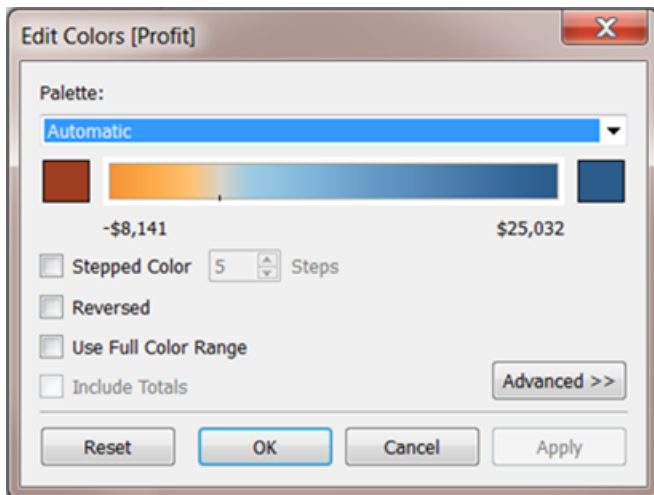 Edit Colors [Profit]
Palette:
Automatic
-$8,141 $25,032
Stepped Color 5 Steps
Reversed
Use Full Color Range
Include Totals
Advanced >>
Reset OK Cancel Apply